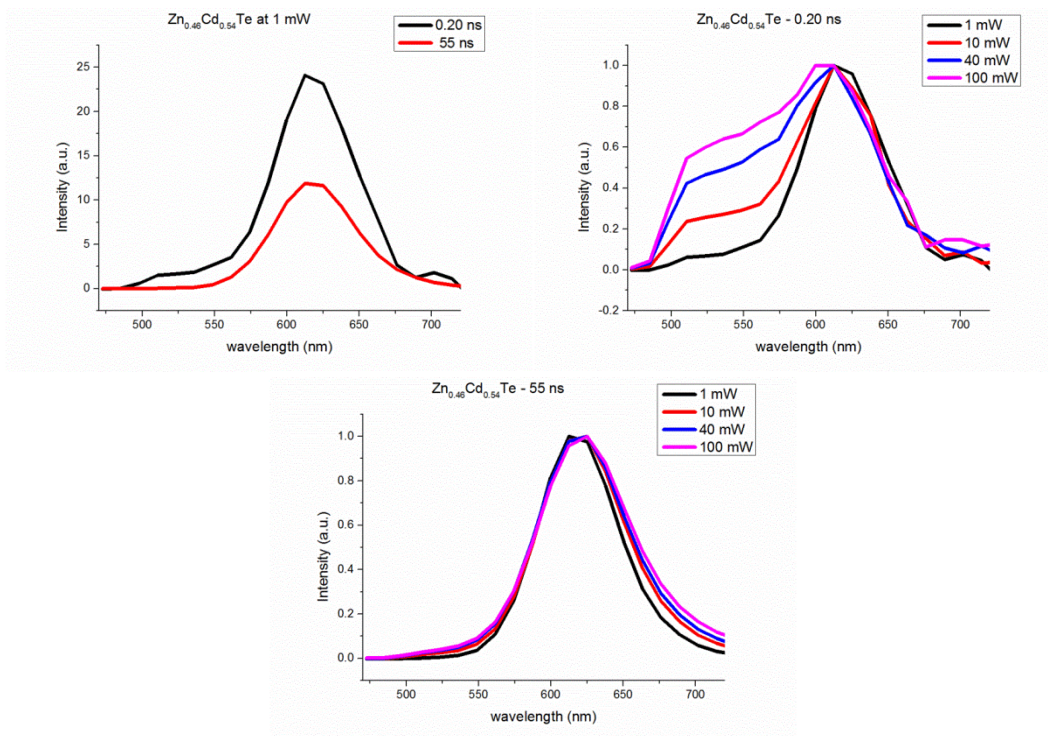 Zn0.46Cd0.54Te at 1 mW
0.20 ns
55 ns
Intensity (a.u.)
25
20
15
10
5
0
500
550
600
650
700
wavelength (nm)
Zn0.46Cd0.54Te - 0.20 ns
1 mW
10 mW
40 mW
100 mW
Intensity (a.u.)
1.0
0.8
0.6
0.4
0.2
0.0
-0.2
500
550
600
650
700
wavelength (nm)
Zn0.46Cd0.54Te - 55 ns
1 mW
10 mW
40 mW
100 mW
Intensity (a.u.)
1.0
0.8
0.6
0.4
0.2
0.0
500
550
600
650
700
wavelength (nm)